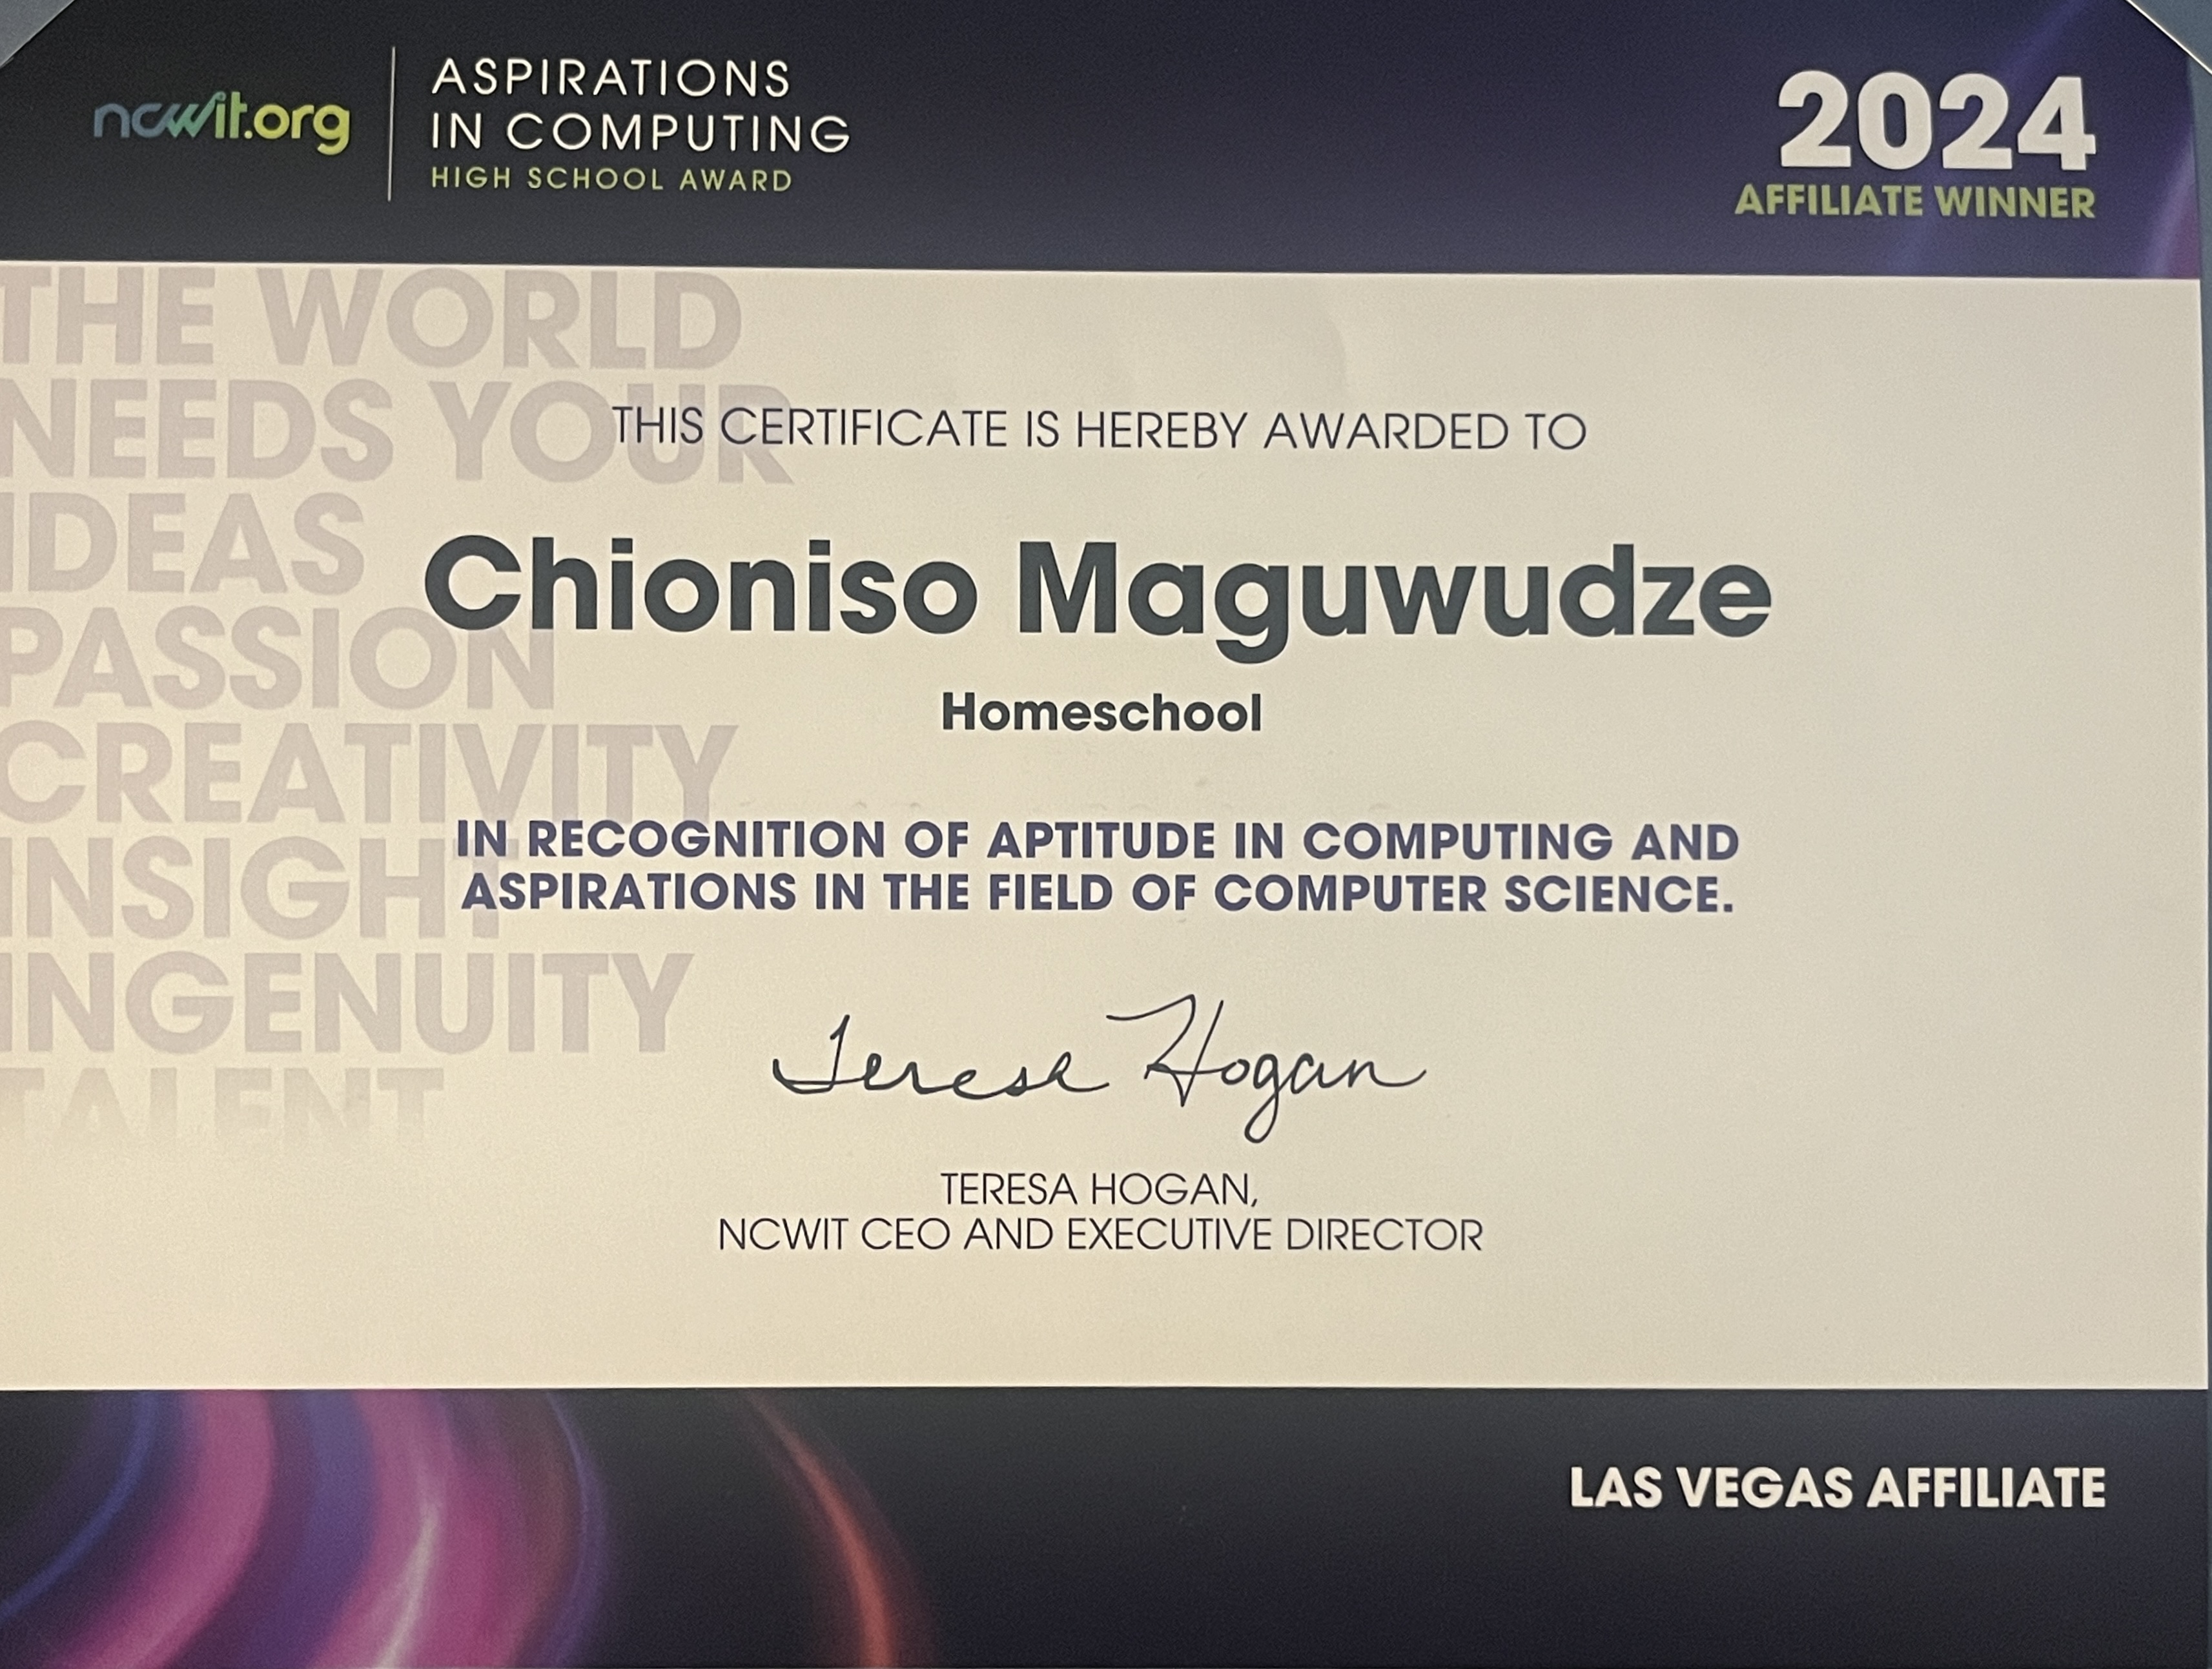 ncwit.org
ASPIRATIONS
IN COMPUTING
HIGH SCHOOL AWARD
2024
AFFILIATE WINNER
THE WORLD
NEEDS YOUR
IDEAS
PASSION
CREATIVITY
INSIGHT
INGENUITY
TALENT
THIS CERTIFICATE IS HEREBY AWARDED TO
Chioniso Maguwudze
Homeschool
IN RECOGNITION OF APTITUDE IN COMPUTING AND
ASPIRATIONS IN THE FIELD OF COMPUTER SCIENCE.
Teresa Hogan
TERESA HOGAN,
NCWIT CEO AND EXECUTIVE DIRECTOR
LAS VEGAS AFFILIATE